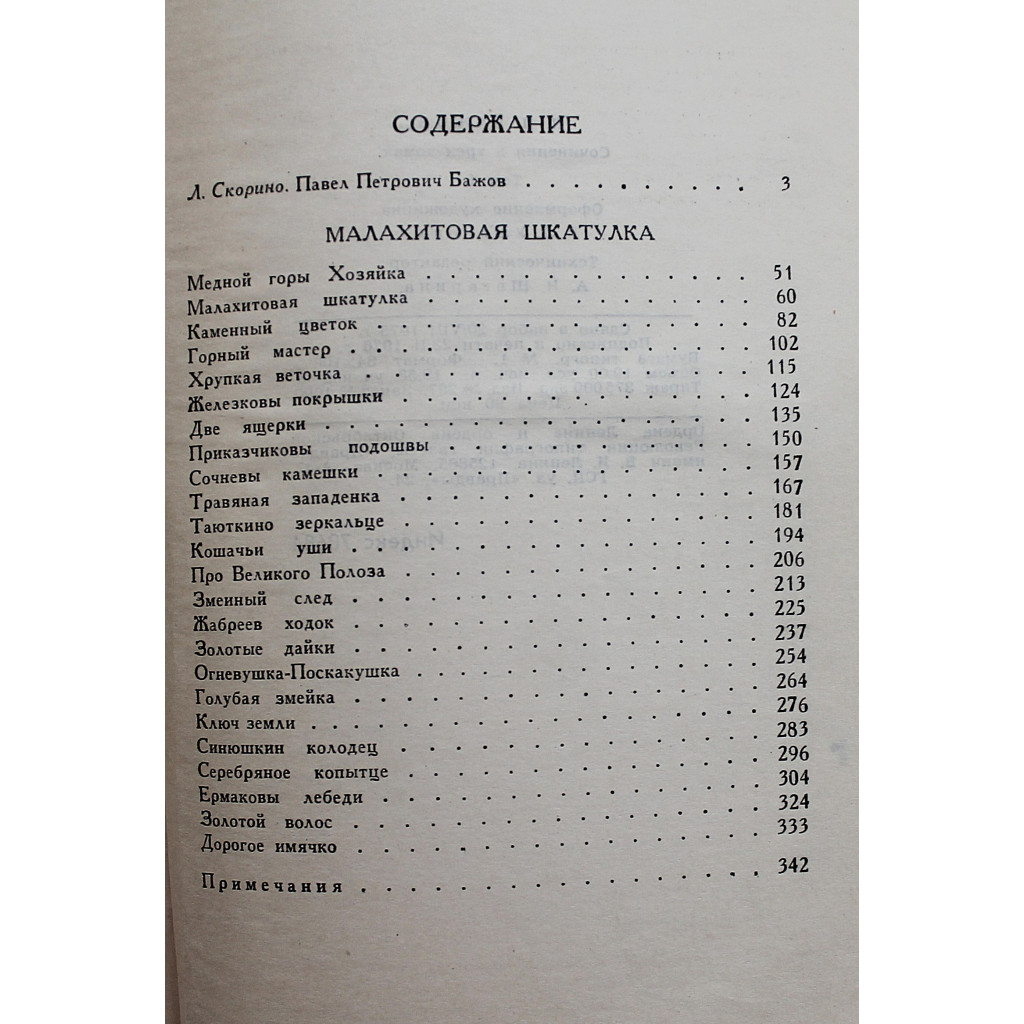 СОДЕРЖАНИЕ
Л. Скорино. Павел Петрович Бажов . . . . . . . . . . 3
МАЛАХИТОВАЯ ШКАТУЛКА
Медной горы Хозяйка . . . . . . . . . . . . . . 51
Малахитовая шкатулка . . . . . . . . . . . . . . 60
Каменный цветок . . . . . . . . . . . . . . . . 82
Горный мастер . . . . . . . . . . . . . . . . . 102
Хрупкая веточка . . . . . . . . . . . . . . . . 115
Железковы покрышки . . . . . . . . . . . . . . 124
Две ящерки . . . . . . . . . . . . . . . . . . 135
Приказчиковы подошвы . . . . . . . . . . . . . 150
Сочневы камешки . . . . . . . . . . . . . . . . 157
Травяная западенка . . . . . . . . . . . . . . . 167
Таюткино зеркальце . . . . . . . . . . . . . . . 181
Кошачьи уши . . . . . . . . . . . . . . . . . 194
Про Великого Полоза . . . . . . . . . . . . . . 206
Змеиный след . . . . . . . . . . . . . . . . . 213
Жабреев ходок . . . . . . . . . . . . . . . . . 225
Золотые дайки . . . . . . . . . . . . . . . . . 237
Огневушка-Поскакушка . . . . . . . . . . . . . . 254
Голубая змейка . . . . . . . . . . . . . . . . . 264
Ключ земли . . . . . . . . . . . . . . . . . . 276
Синюшкин колодец . . . . . . . . . . . . . . . 283
Серебряное копытце . . . . . . . . . . . . . . . 296
Ермаковы лебеди . . . . . . . . . . . . . . . . 304
Золотой волос . . . . . . . . . . . . . . . . . 324
Дорогое имячко . . . . . . . . . . . . . . . . 333
Примечания . . . . . . . . . . . . . . . . . 342